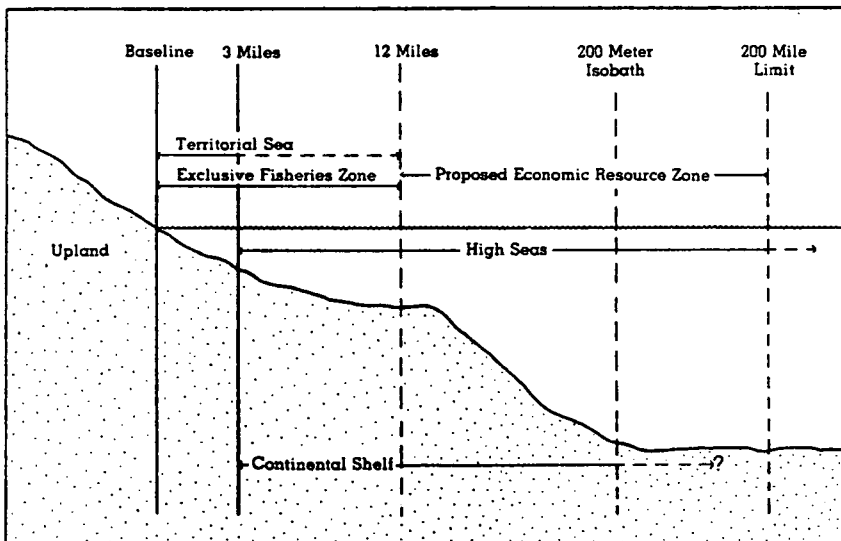 Baseline
3 Miles
12 Miles
200 Meter
Isobath
200 Mile
Limit
Territorial Sea
Exclusive Fisheries Zone
Proposed Economic Resource Zone
Upland
High Seas
Continental Shelf
?